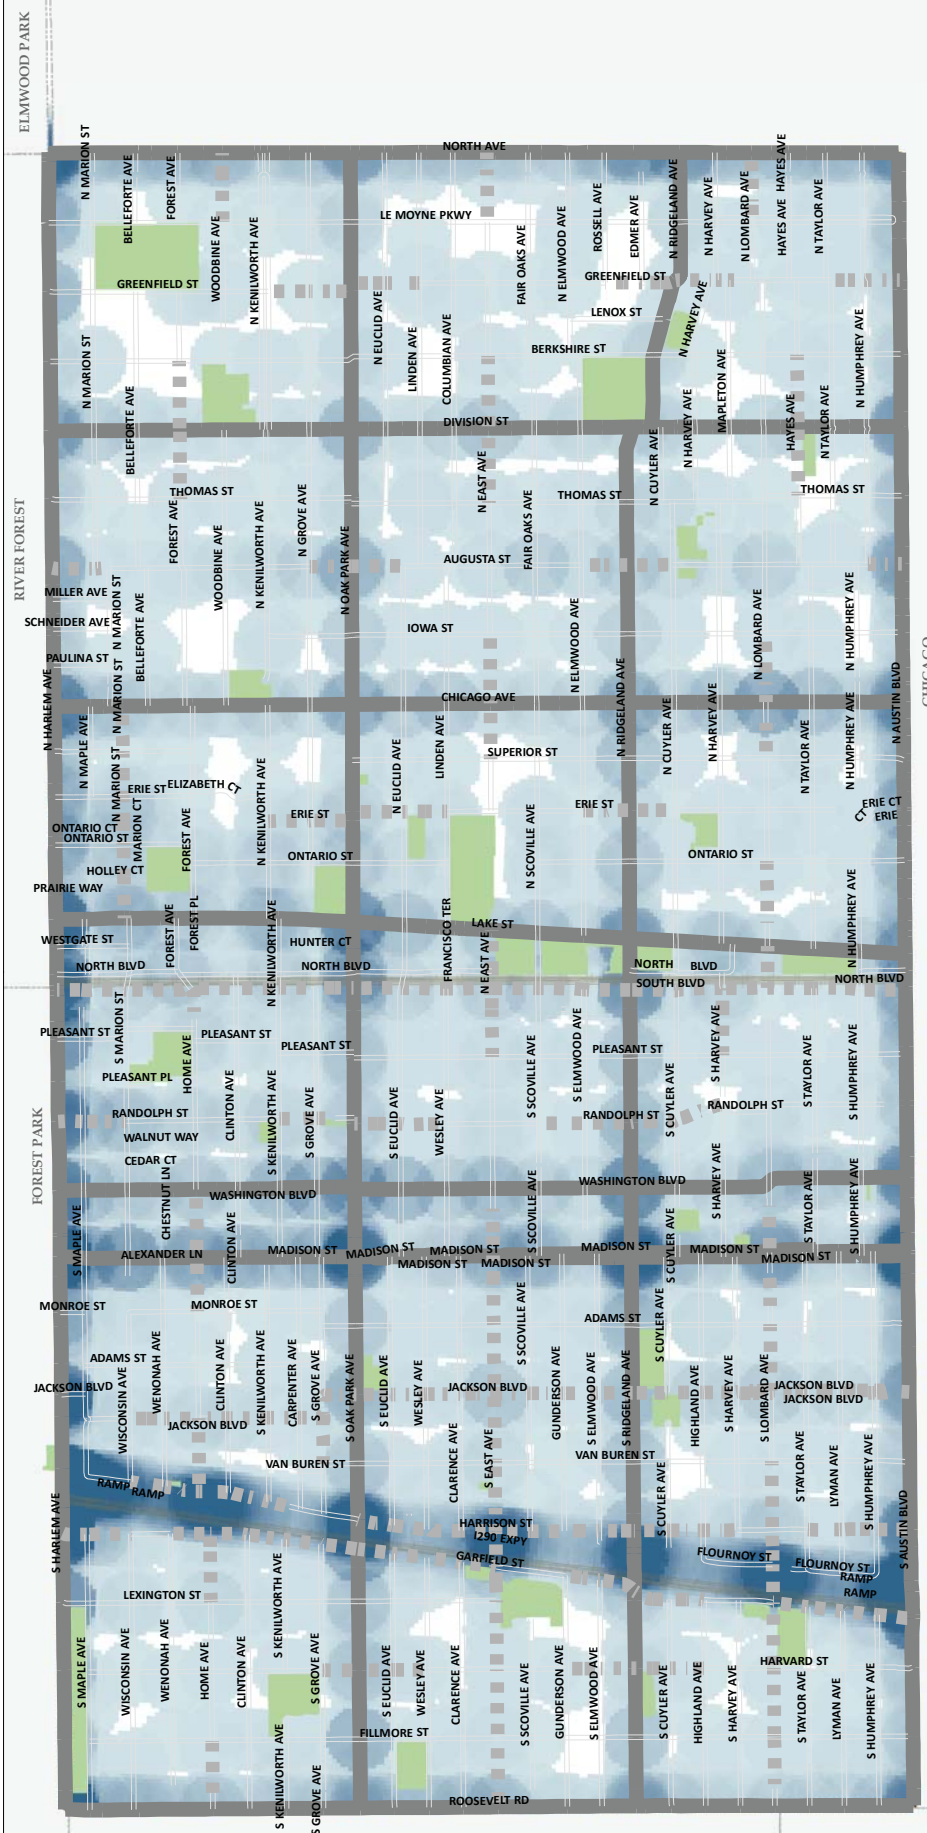 ELMWOOD PARK
N MARION ST
BELLEFORTE AVE
FOREST AVE
NORTH AVE
HAYES AVE
HAYES AVE
WOODBINE AVE
N KENILWORTH AVE
LE MOYNE PKWY
FAIR OAKS AVE
N ELMWOOD AVE
ROSSELL AVE
EDMER AVE
N RIDGELAND AVE
N HARVEY AVE
N LOMBARD AVE
N TAYLOR AVE
GREENFIELD ST
GREENFIELD ST
N EUCLID AVE
LINDEN AVE
COLUMBIAN AVE
LENOX ST
N HARVEY AVE
BERKSHIRE ST
N HUMPHREY AVE
N MARION ST
BELLEFORTE AVE
MAPLETON AVE
N HARVEY AVE
HAYES AVE
N TAYLOR AVE
DIVISION ST
N CUYLER AVE
RIVER FOREST
THOMAS ST
N EAST AVE
FAIR OAKS AVE
THOMAS ST
THOMAS ST
FOREST AVE
WOODBINE AVE
N KENILWORTH AVE
N GROVE AVE
N OAK PARK AVE
AUGUSTA ST
MILLER AVE
N MARION ST
BELLEFORTE AVE
SCHNEIDER AVE
IOWA ST
N ELMWOOD AVE
N LOMBARD AVE
N HUMPHREY AVE
PAULINA ST
N MARION ST
CHICAGO AVE
N HARLEM AVE
N RIDGELAND AVE
N AUSTIN BLVD
N MAPLE AVE
N MARION ST
N KENILWORTH AVE
N EUCLID AVE
LINDEN AVE
SUPERIOR ST
N CUYLER AVE
N HARVEY AVE
N TAYLOR AVE
N HUMPHREY AVE
ERIE ST
ELIZABETH CT
ERIE ST
ERIE ST
ERIE CT
CT
ERIE
ONTARIO CT
ONTARIO ST
MARION CT
FOREST AVE
ONTARIO ST
N SCOVILLE AVE
ONTARIO ST
HOLLEY CT
PRAIRIE WAY
FOREST AVE
FOREST PL
N KENILWORTH AVE
FRANCISCO TER
LAKE ST
N HUMPHREY AVE
WESTGATE ST
HUNTER CT
N EAST AVE
NORTH BLVD
NORTH BLVD
NORTH BLVD
SOUTH BLVD
NORTH BLVD
S MARION ST
PLEASANT ST
PLEASANT ST
PLEASANT ST
PLEASANT ST
HOME AVE
S SCOVILLE AVE
S ELMWOOD AVE
S CUYLER AVE
S HARVEY AVE
S TAYLOR AVE
S HUMPHREY AVE
PLEASANT PL
CLINTON AVE
S KENILWORTH AVE
S GROVE AVE
S EUCLID AVE
WESLEY AVE
FOREST PARK
RANDOLPH ST
RANDOLPH ST
RANDOLPH ST
WALNUT WAY
CEDAR CT
CHESTNUT LN
WASHINGTON BLVD
WASHINGTON BLVD
S SCOVILLE AVE
S HARVEY AVE
S TAYLOR AVE
S HUMPHREY AVE
S MAPLE AVE
CLINTON AVE
S CUYLER AVE
ALEXANDER LN
MADISON ST
MADISON ST
MADISON ST
MADISON ST
MADISON ST
MADISON ST
MADISON ST
MADISON ST
MONROE ST
MONROE ST
ADAMS ST
S SCOVILLE AVE
S CUYLER AVE
ADAMS ST
WISCONSIN AVE
WENONAH AVE
CLINTON AVE
S KENILWORTH AVE
CARPENTER AVE
S GROVE AVE
S OAK PARK AVE
S EUCLID AVE
WESLEY AVE
GUNDERSON AVE
S ELMWOOD AVE
S RIDGELAND AVE
HIGHLAND AVE
S HARVEY AVE
S LOMBARD AVE
JACKSON BLVD
JACKSON BLVD
JACKSON BLVD
JACKSON BLVD
JACKSON BLVD
VAN BUREN ST
VAN BUREN ST
CLARENCE AVE
S EAST AVE
S CUYLER AVE
S TAYLOR AVE
LYMAN AVE
S HUMPHREY AVE
RAMP
RAMP
S HARLEM AVE
HARRISON ST
I290 EXPY
GARFIELD ST
FLOURNOY ST
FLOURNOY ST
RAMP
RAMP
S AUSTIN BLVD
LEXINGTON ST
S KENILWORTH AVE
S MAPLE AVE
WISCONSIN AVE
WENONAH AVE
HOME AVE
CLINTON AVE
S GROVE AVE
S EUCLID AVE
WESLEY AVE
CLARENCE AVE
S SCOVILLE AVE
GUNDERSON AVE
S ELMWOOD AVE
S CUYLER AVE
HIGHLAND AVE
S HARVEY AVE
HARVARD ST
S TAYLOR AVE
LYMAN AVE
S HUMPHREY AVE
FILLMORE ST
S KENILWORTH AVE
S GROVE AVE
ROOSEVELT RD